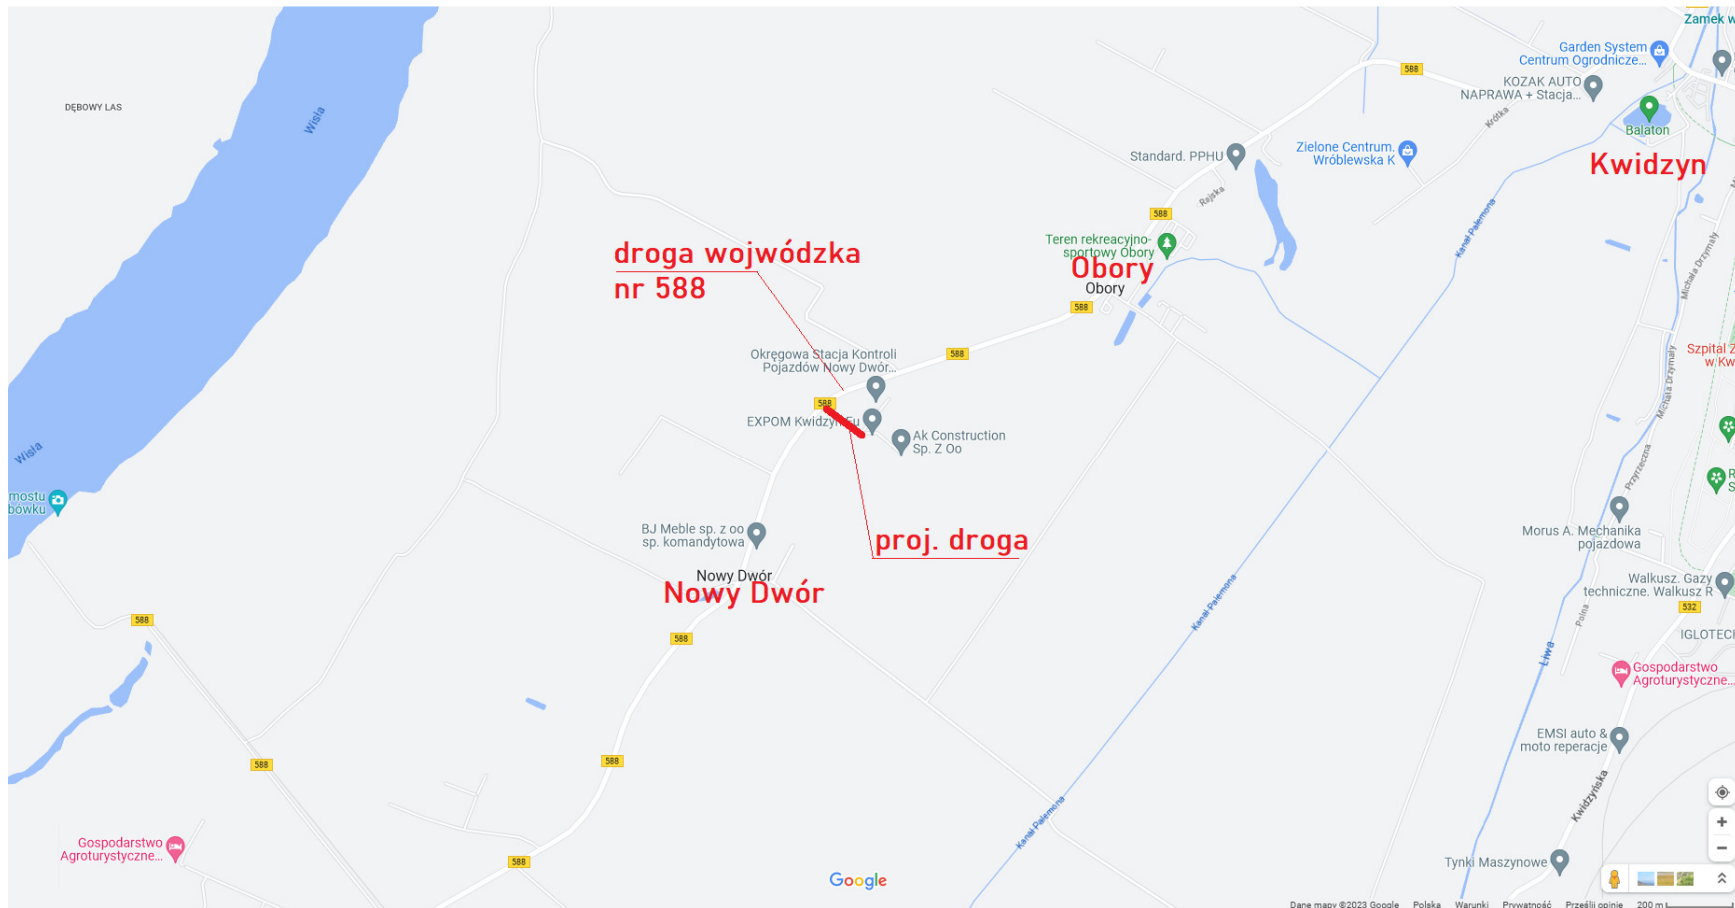 Zamek w
Garden System
Centrum Ogrodnicze...
588
KOZAK AUTO
NAPRAWA + Stacja...
DĘBOWY LAS
Wisła
Krótka
Balaton
Standard. PPHU
Zielone Centrum.
Wróblewska K
Kwidzyn
Rajska
588
Kanał Palemona
Teren rekreacyjno-
sportowy Obory
droga wojwódzka
nr 588
Obory
Obory
Michała Drzymały
588
Okręgowa Stacja Kontroli
Pojazdów Nowy Dwór...
588
Szpital Z
w Kw
Michała Drzymały
588
EXPOM Kwidzyn Fu
Ak Construction
Sp. Z Oo
Wisła
Przyrzeczna
R
S
mostu
bówku
BJ Meble sp. z oo
sp. komandytowa
proj. droga
Morus A. Mechanika
pojazdowa
Nowy Dwór
Nowy Dwór
Walkusz. Gazy
techniczne. Walkusz R
Kanał Palemona
532
Polna
588
588
IGLOTECH
Liwa
Gospodarstwo
Agroturystyczne...
EMSI auto &
moto reperacje
588
588
Kwidzyńska
Kanał Palemona
Gospodarstwo
Agroturystyczne...
588
Tynki Maszynowe
Google
Dane mapy ©2023 Google Polska Warunki Prywatność Prześlij opinie 200 m